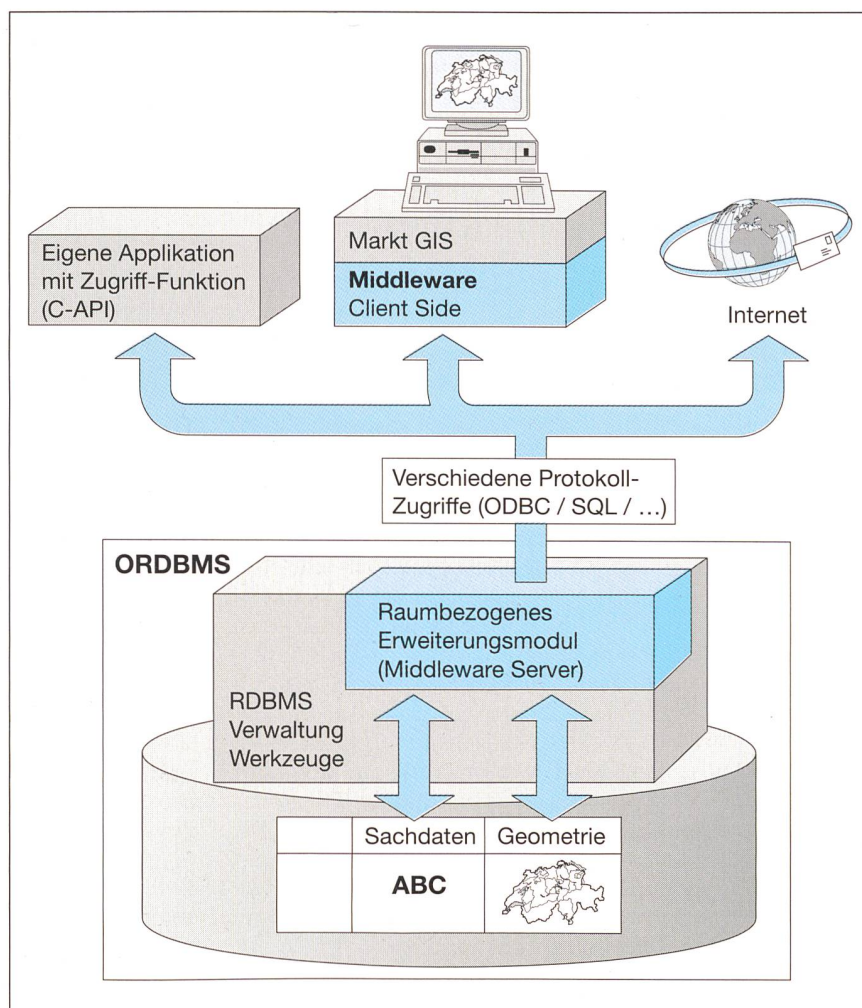 Eigene Applikation
mit Zugriff-Funktion
(C-API)
Markt GIS
Middleware
Client Side
Internet
Verschiedene Protokoll-
Zugriffe (ODBC / SQL / …)
ORDBMS
Raumbezogenes
Erweiterungsmodul
(Middleware Server)
RDBMS
Verwaltung
Werkzeuge
Sachdaten
Geometrie
ABC